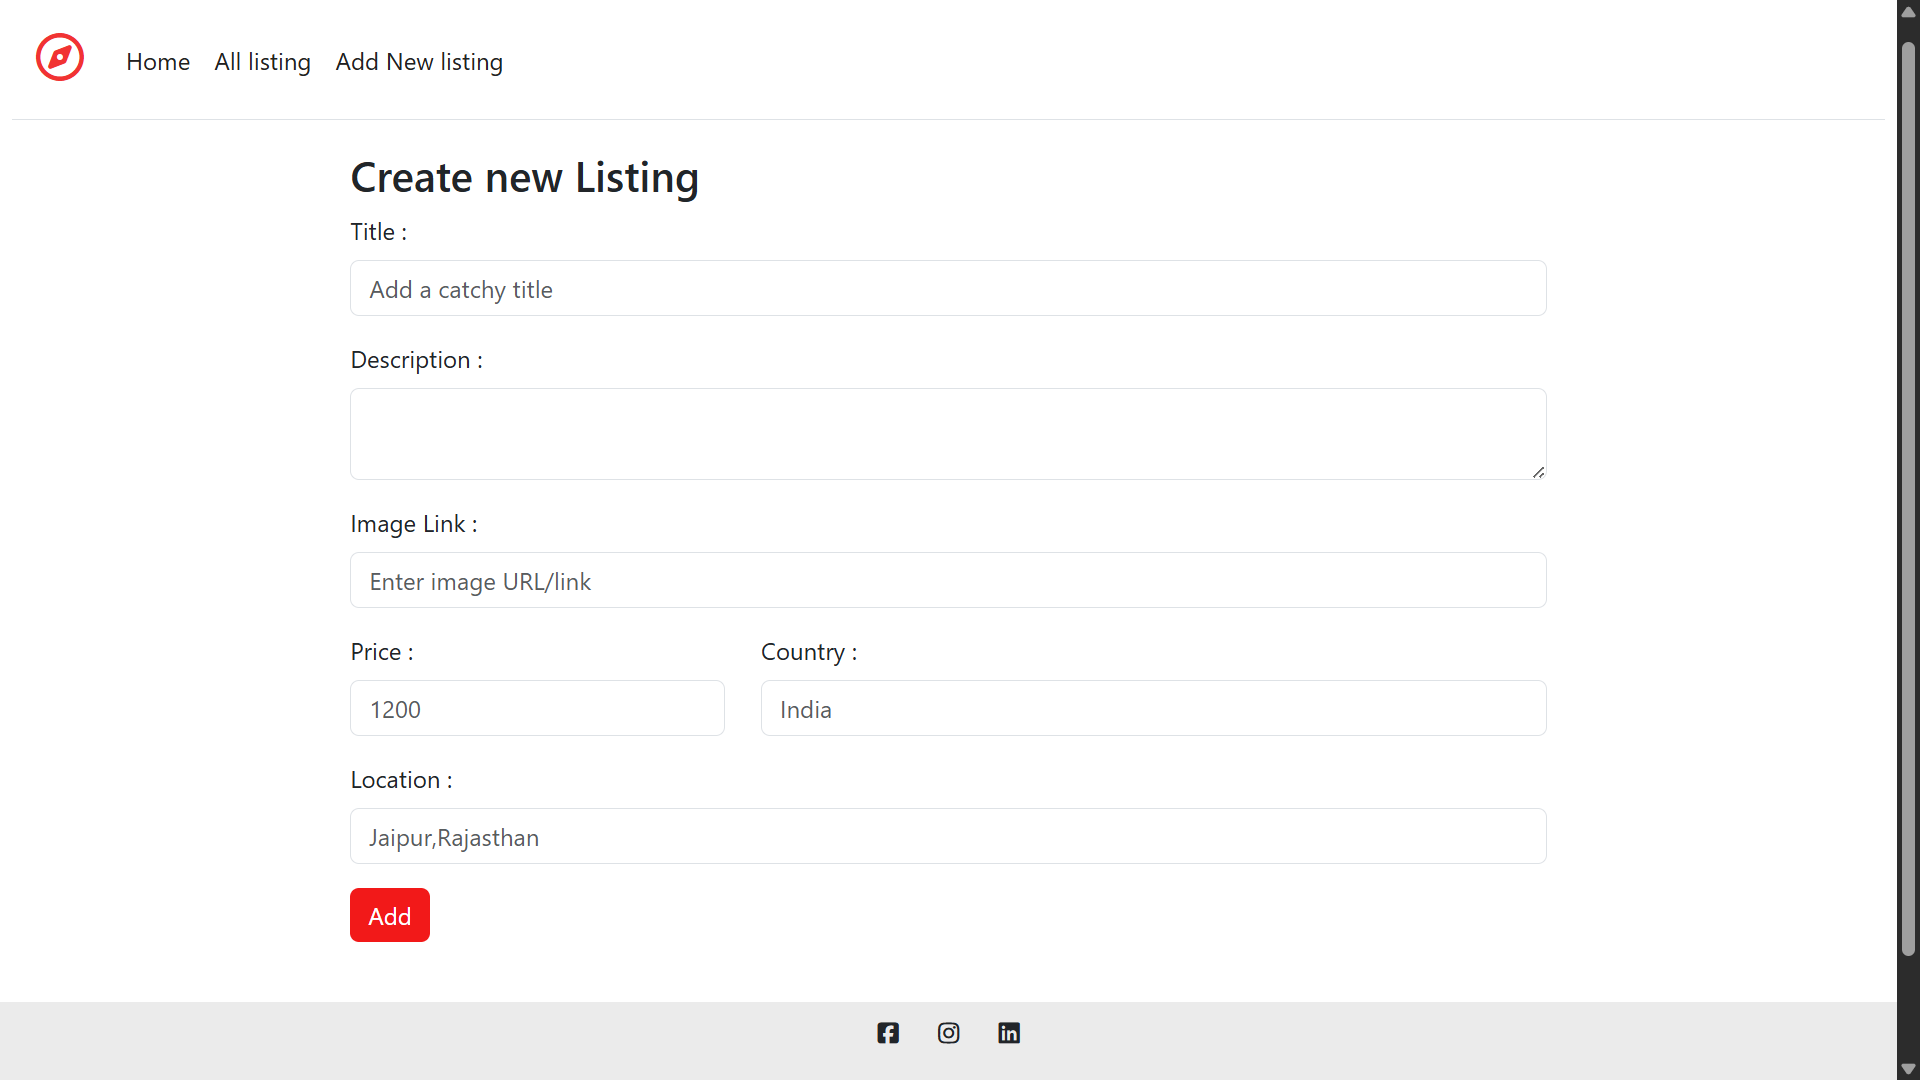 Home All listing Add New listing
Create new Listing
Title :
Add a catchy title
Description :
Image Link :
Enter image URL/link
Price : Country :
1200 India
Location :
Jaipur,Rajasthan
Add